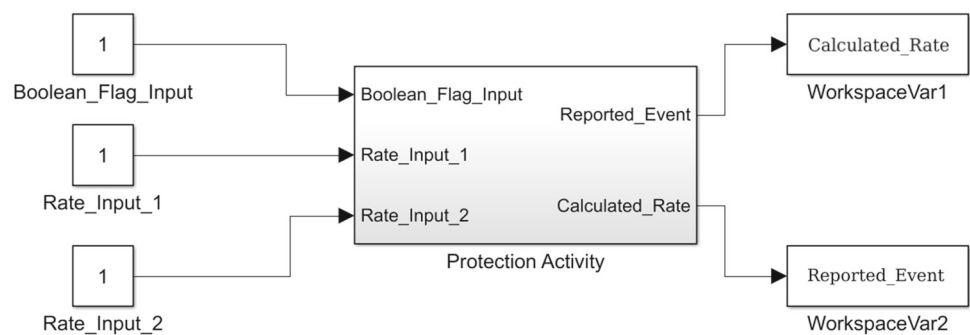 1
Boolean_Flag_Input
1
Rate_Input_1
1
Rate_Input_2
Boolean_Flag_Input
Rate_Input_1
Rate_Input_2
Reported_Event
Calculated_Rate
Protection Activity
Calculated_Rate
WorkspaceVar1
Reported_Event
WorkspaceVar2